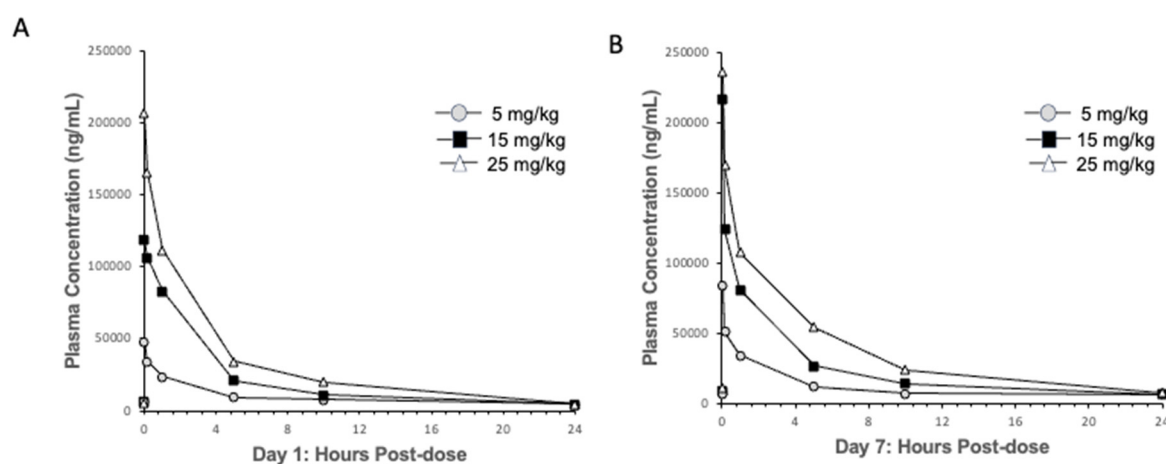 A
Plasma Concentration (ng/mL)
250000
200000
150000
100000
50000
0
0 4 8 12 16 20 24
Day 1: Hours Post-dose
5 mg/kg
15 mg/kg
25 mg/kg
B
Plasma Concentration (ng/mL)
250000
200000
150000
100000
50000
0
0 4 8 12 16 20 24
Day 7: Hours Post-dose
5 mg/kg
15 mg/kg
25 mg/kg